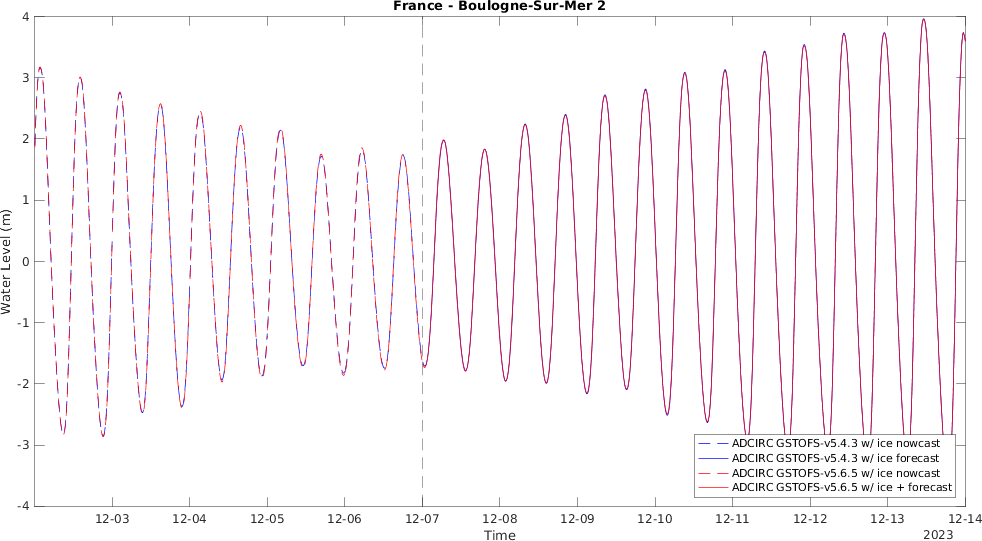 France - Boulogne-Sur-Mer 2
4
3
2
1
0
-1
-2
-3
-4
Water Level (m)
ADCIRC GSTOFS-v5.4.3 w/ ice nowcast
ADCIRC GSTOFS-v5.4.3 w/ ice forecast
ADCIRC GSTOFS-v5.6.5 w/ ice nowcast
ADCIRC GSTOFS-v5.6.5 w/ ice + forecast
12-03 12-04 12-05 12-06 12-07 12-08 12-09 12-10 12-11 12-12 12-13 12-14
Time
2023